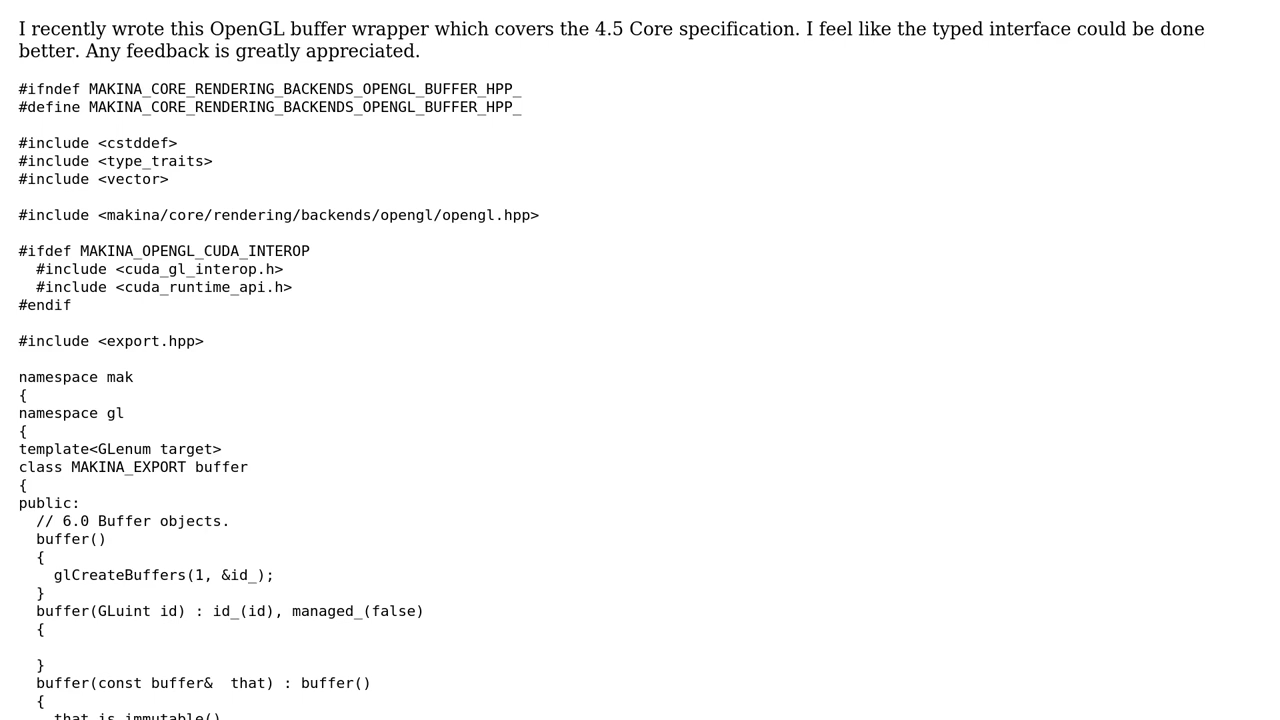 I recently wrote this OpenGL buffer wrapper which covers the 4.5 Core specification. I feel like the typed interface could be done
better. Any feedback is greatly appreciated.
#ifndef MAKINA_CORE_RENDERING_BACKENDS_OPENGL_BUFFER_HPP_
#define MAKINA_CORE_RENDERING_BACKENDS_OPENGL_BUFFER_HPP_
#include <cstddef>
#include <type_traits>
#include <vector>
#include <makina/core/rendering/backends/opengl/opengl.hpp>
#ifdef MAKINA_OPENGL_CUDA_INTEROP
  #include <cuda_gl_interop.h>
  #include <cuda_runtime_api.h>
#endif
#include <export.hpp>
namespace mak
{
namespace gl
{
template<GLenum target>
class MAKINA_EXPORT buffer
{
public:
  // 6.0 Buffer objects.
  buffer()
  {
    glCreateBuffers(1, &id_);
  }
  buffer(GLuint id) : id_(id), managed_(false)
  {
  }
  buffer(const buffer&  that) : buffer()
  {
    that.is_immutable()